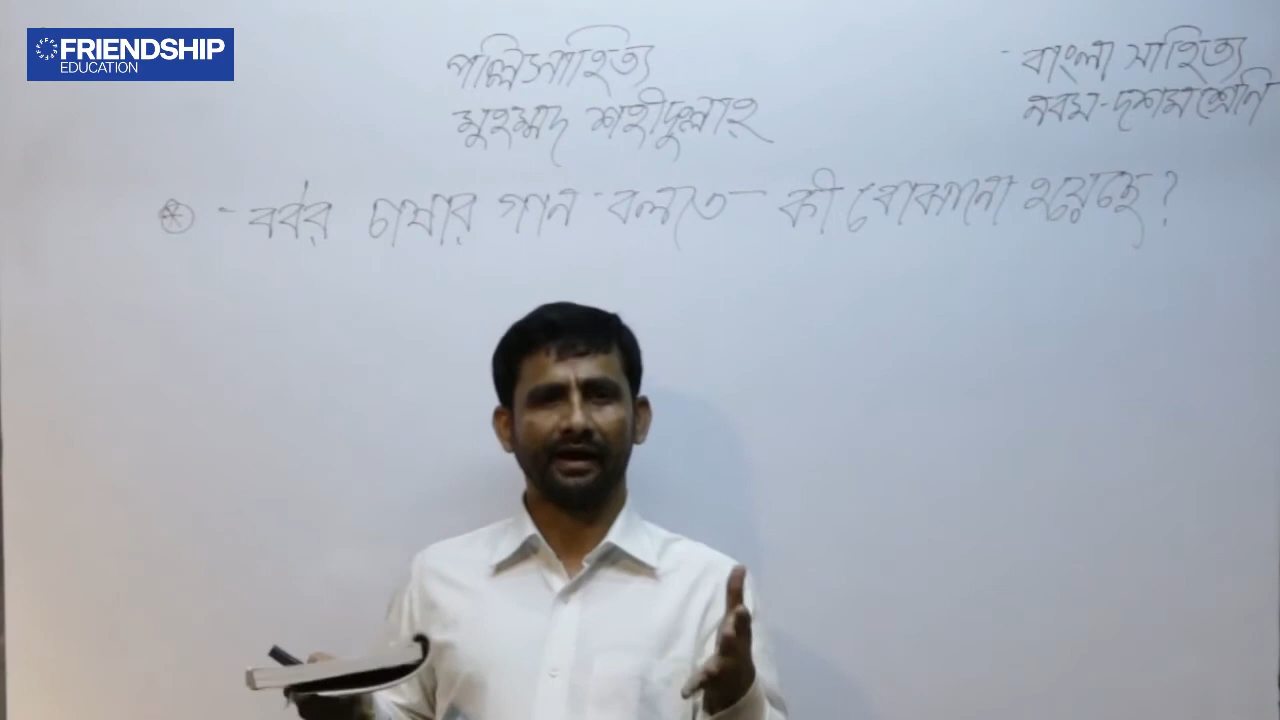 FRIENDSHIP
EDUCATION
পল্লিসাহিত্য
মুহম্মদ শহীদুল্লাহ্
- বাংলা সাহিত্য
নবম-দশম শ্রেণি
- বর্বর চাষার গান বলতে কী বোঝানো হয়েছে?